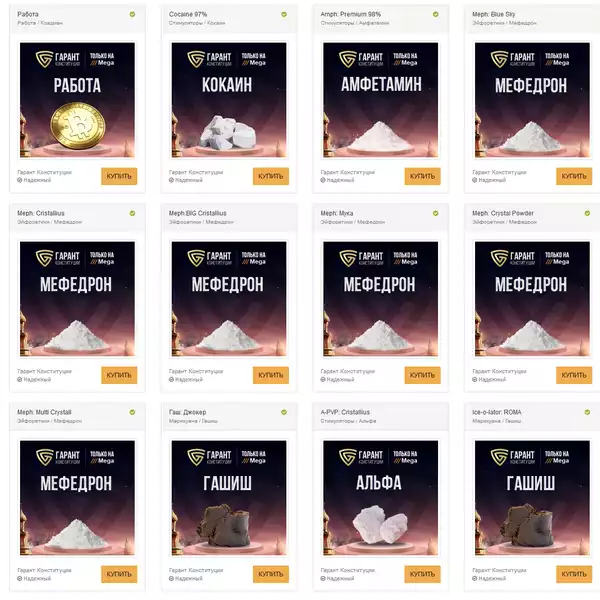 Работа
Работа / Кладмен
ГАРАНТ
КОНСТИТУЦИИ
ТОЛЬКО НА
Mega
РАБОТА
Гарант Конституции
Надежный
КУПИТЬ
Cocaine 97%
Стимуляторы / Кокаин
ГАРАНТ
КОНСТИТУЦИИ
ТОЛЬКО НА
Mega
КОКАИН
Гарант Конституции
Надежный
КУПИТЬ
Amph: Premium 98%
Стимуляторы / Амфетамин
ГАРАНТ
КОНСТИТУЦИИ
ТОЛЬКО НА
Mega
АМФЕТАМИН
Гарант Конституции
Надежный
КУПИТЬ
Meph: Blue Sky
Эйфоретики / Мефедрон
ГАРАНТ
КОНСТИТУЦИИ
ТОЛЬКО НА
Mega
МЕФЕДРОН
Гарант Конституции
Надежный
КУПИТЬ
Meph: Cristallius
Эйфоретики / Мефедрон
ГАРАНТ
КОНСТИТУЦИИ
ТОЛЬКО НА
Mega
МЕФЕДРОН
Гарант Конституции
Надежный
КУПИТЬ
Meph:BIG Cristallius
Эйфоретики / Мефедрон
ГАРАНТ
КОНСТИТУЦИИ
ТОЛЬКО НА
Mega
МЕФЕДРОН
Гарант Конституции
Надежный
КУПИТЬ
Meph: Мука
Эйфоретики / Мефедрон
ГАРАНТ
КОНСТИТУЦИИ
ТОЛЬКО НА
Mega
МЕФЕДРОН
Гарант Конституции
Надежный
КУПИТЬ
Meph: Crystal Powder
Эйфоретики / Мефедрон
ГАРАНТ
КОНСТИТУЦИИ
ТОЛЬКО НА
Mega
МЕФЕДРОН
Гарант Конституции
Надежный
КУПИТЬ
Meph: Multi Crystall
Эйфоретики / Мефедрон
ГАРАНТ
КОНСТИТУЦИИ
ТОЛЬКО НА
Mega
МЕФЕДРОН
Гарант Конституции
Надежный
КУПИТЬ
Гаш: Джокер
Марихуана / Гашиш
ГАРАНТ
КОНСТИТУЦИИ
ТОЛЬКО НА
Mega
ГАШИШ
Гарант Конституции
Надежный
КУПИТЬ
A-PVP: Cristallius
Стимуляторы / Альфа
ГАРАНТ
КОНСТИТУЦИИ
ТОЛЬКО НА
Mega
АЛЬФА
Гарант Конституции
Надежный
КУПИТЬ
Ice-o-lator: ROMA
Марихуана / Гашиш
ГАРАНТ
КОНСТИТУЦИИ
ТОЛЬКО НА
Mega
ГАШИШ
Гарант Конституции
Надежный
КУПИТЬ